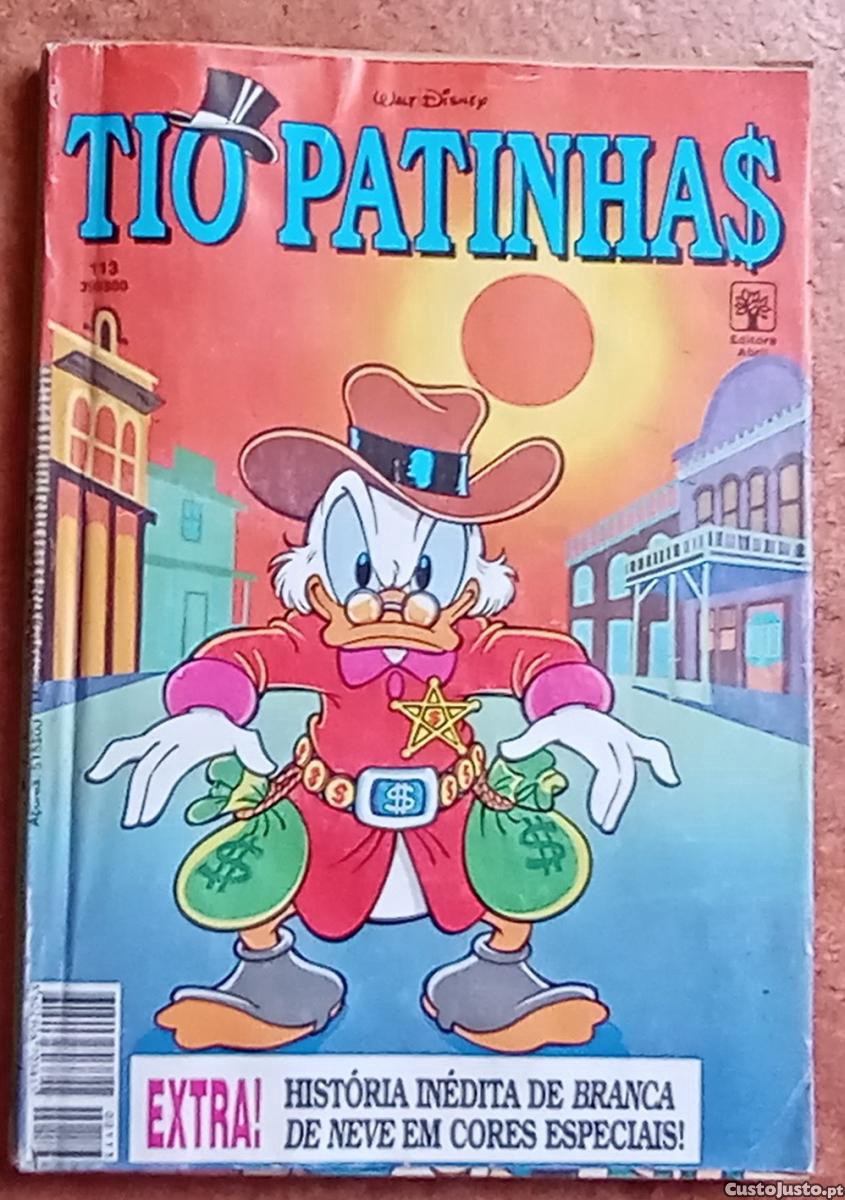 WALT DISNEY
TIO PATINHA$
113
Editora
Abril
$
$
$
$
EXTRA!
HISTÓRIA INÉDITA DE BRANCA
DE NEVE EM CORES ESPECIAIS!
CustoJusto.pt